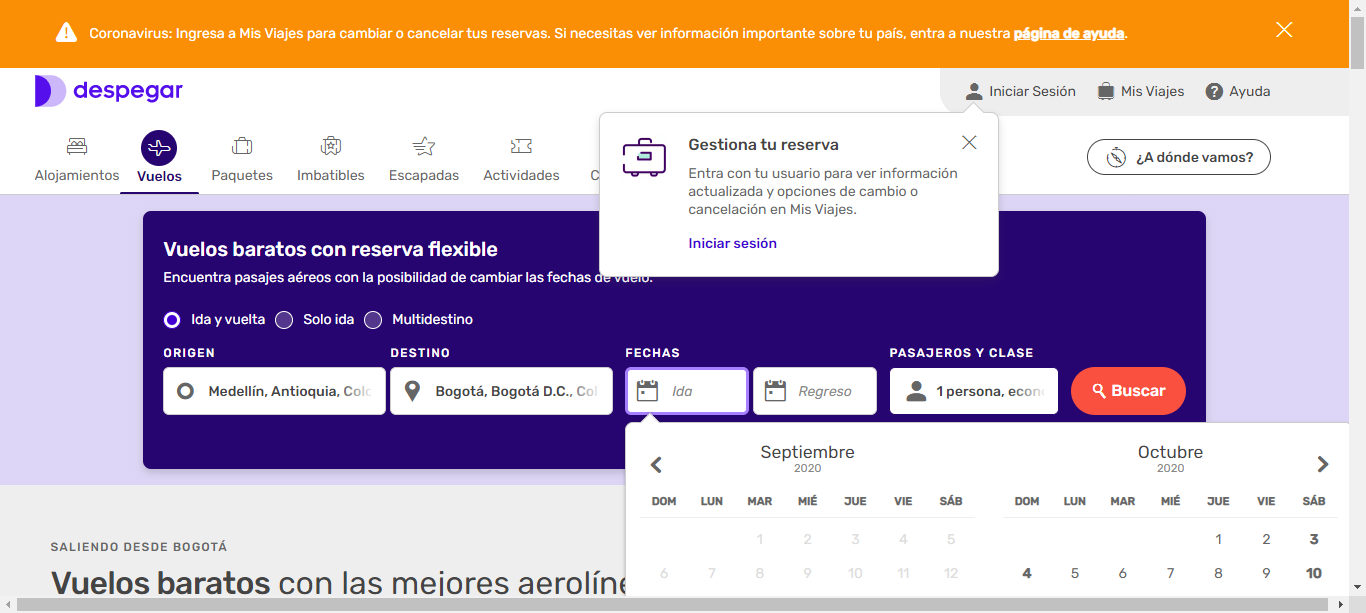 Coronavirus: Ingresa a Mis Viajes para cambiar o cancelar tus reservas. Si necesitas ver información importante sobre tu país, entra a nuestra página de ayuda.
despegar
Iniciar Sesión Mis Viajes Ayuda
Alojamientos Vuelos Paquetes Imbatibles Escapadas Actividades C
¿A dónde vamos?
Gestiona tu reserva
Entra con tu usuario para ver información
actualizada y opciones de cambio o
cancelación en Mis Viajes.
Iniciar sesión
Vuelos baratos con reserva flexible
Encuentra pasajes aéreos con la posibilidad de cambiar las fechas de vuelo.
Ida y vuelta Solo ida Multidestino
ORIGEN DESTINO FECHAS PASAJEROS Y CLASE
Medellín, Antioquia, Colo Bogotá, Bogotá D.C., Col Ida Regreso 1 persona, econ Buscar
Septiembre Octubre
2020 2020
DOM LUN MAR MIÉ JUE VIE SÁB DOM LUN MAR MIÉ JUE VIE SÁB
1 2 3 4 5 1 2 3
6 7 8 9 10 11 12 4 5 6 7 8 9 10
SALIENDO DESDE BOGOTÁ
Vuelos baratos con las mejores aerolíne